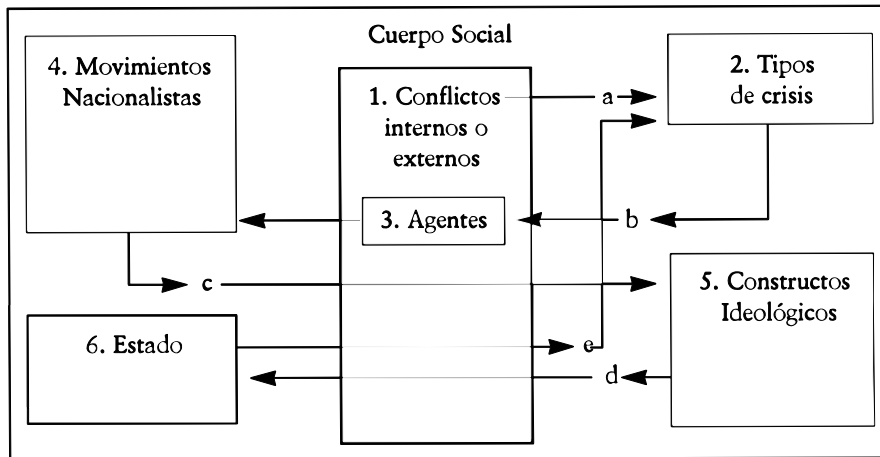 Cuerpo Social
4. Movimientos
Nacionalistas
1. Conflictos
internos o
externos
a
2. Tipos
de crisis
3. Agentes
b
c
5. Constructos
Ideológicos
6. Estado
e
d